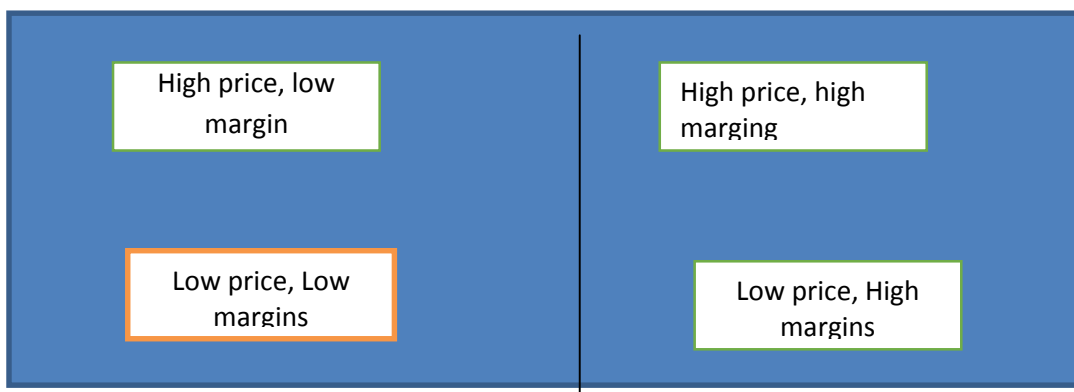 High price, low
margin
High price, high
marging
Low price, Low
margins
Low price, High
margins